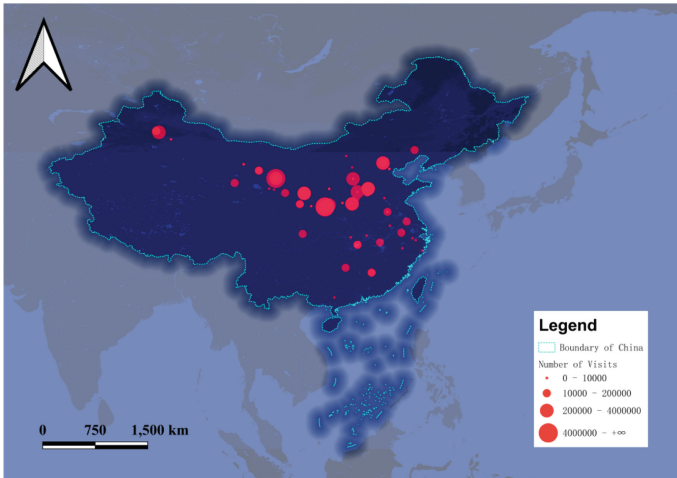 Legend
Boundary of China
Number of Visits
0 - 10000
10000 - 200000
200000 - 4000000
4000000 - +∞
0 750 1,500 km